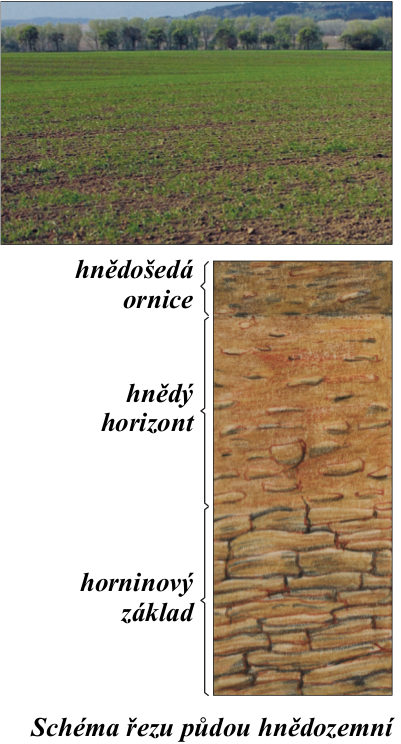 hnědošedá
ornice
hnědý
horizont
horninový
základ
Schéma řezu půdou hnědozemní